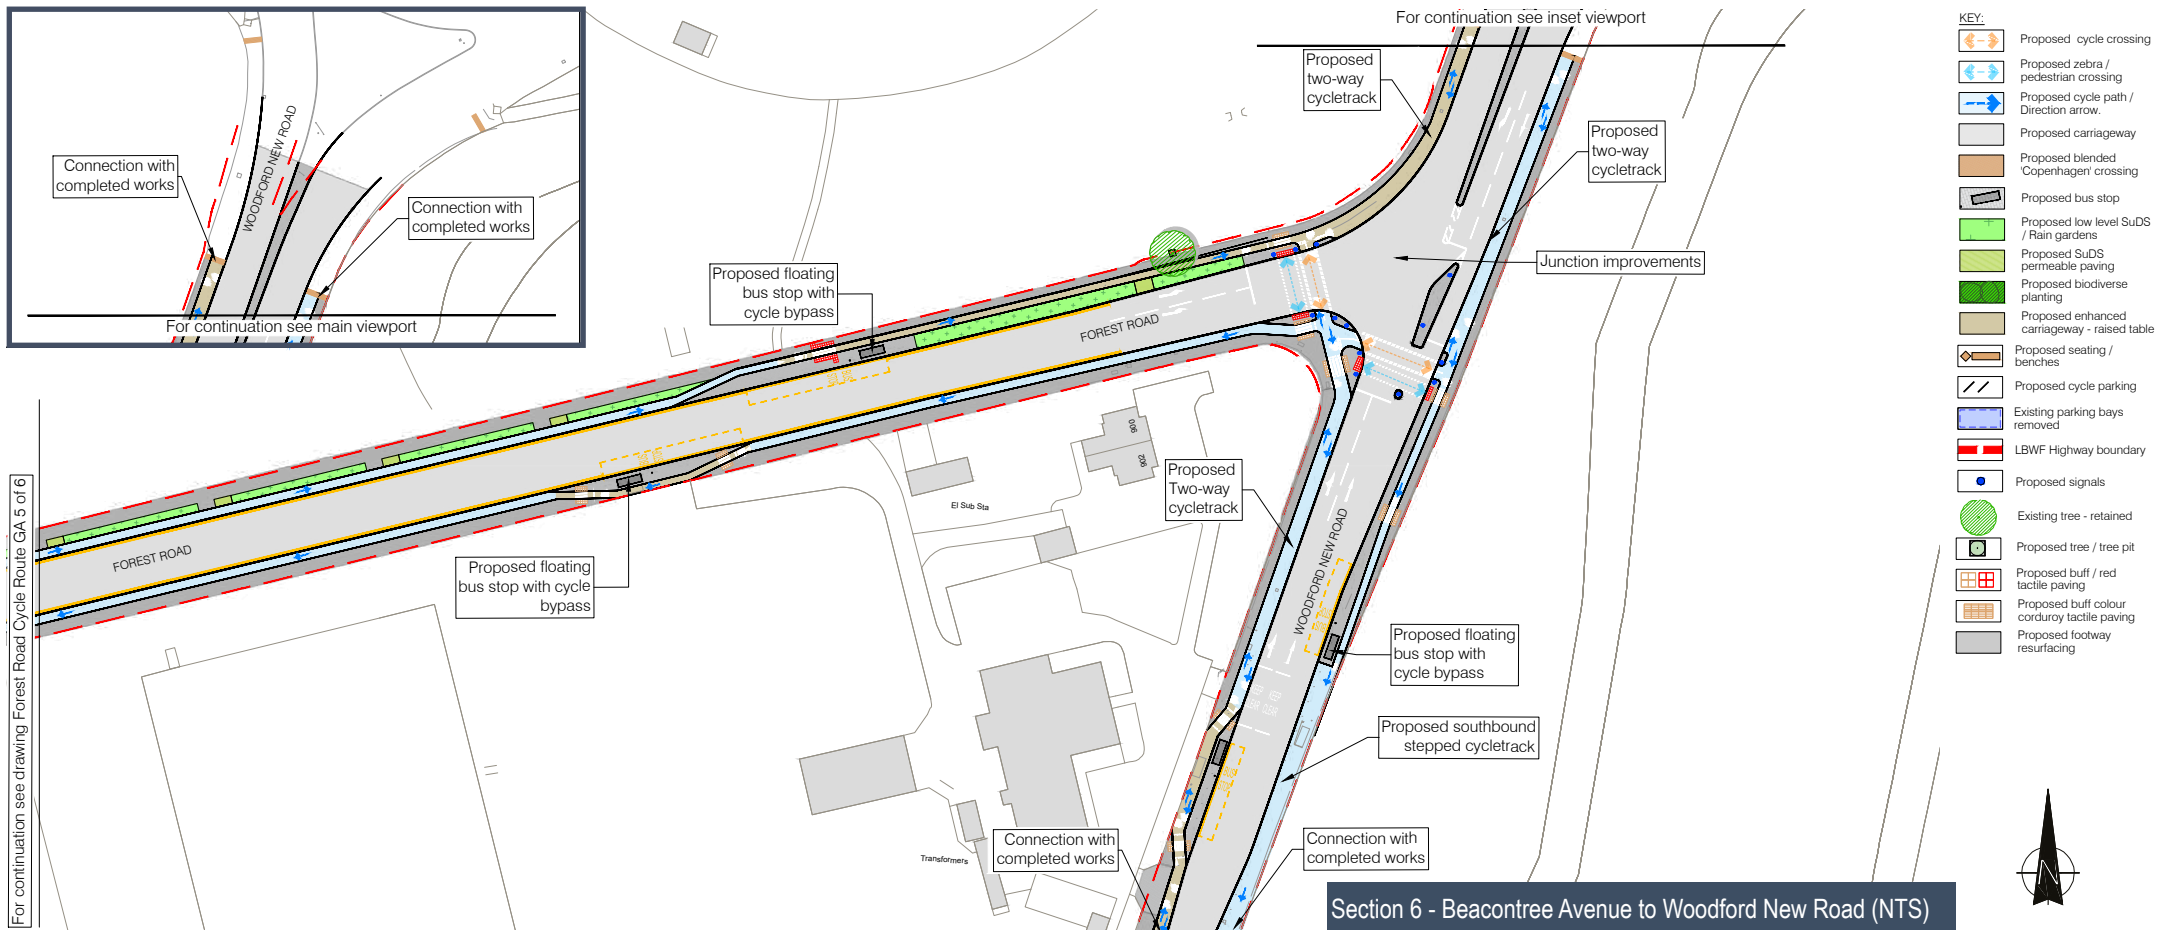 For continuation see inset viewport
Connection with
completed works
WOODFORD NEW ROAD
Connection with
completed works
For continuation see main viewport
Proposed
two-way
cycletrack
Proposed
two-way
cycletrack
Junction improvements
Proposed floating
bus stop with
cycle bypass
FOREST ROAD
900
902
El Sub Sta
Proposed
Two-way
cycletrack
WOODFORD NEW ROAD
FOREST ROAD
Proposed floating
bus stop with cycle
bypass
Proposed floating
bus stop with
cycle bypass
Proposed southbound
stepped cycletrack
Connection with
completed works
Connection with
completed works
Transformers
For continuation see drawing Forest Road Cycle Route GA 5 of 6
KEY:
Proposed cycle crossing
Proposed zebra /
pedestrian crossing
Proposed cycle path /
Direction arrow.
Proposed carriageway
Proposed blended
'Copenhagen' crossing
Proposed bus stop
Proposed low level SuDS
/ Rain gardens
Proposed SuDS
permeable paving
Proposed biodiverse
planting
Proposed enhanced
carriageway - raised table
Proposed seating /
benches
Proposed cycle parking
Existing parking bays
removed
LBWF Highway boundary
Proposed signals
Existing tree - retained
Proposed tree / tree pit
Proposed buff / red
tactile paving
Proposed buff colour
corduroy tactile paving
Proposed footway
resurfacing
N
Section 6 - Beacontree Avenue to Woodford New Road (NTS)